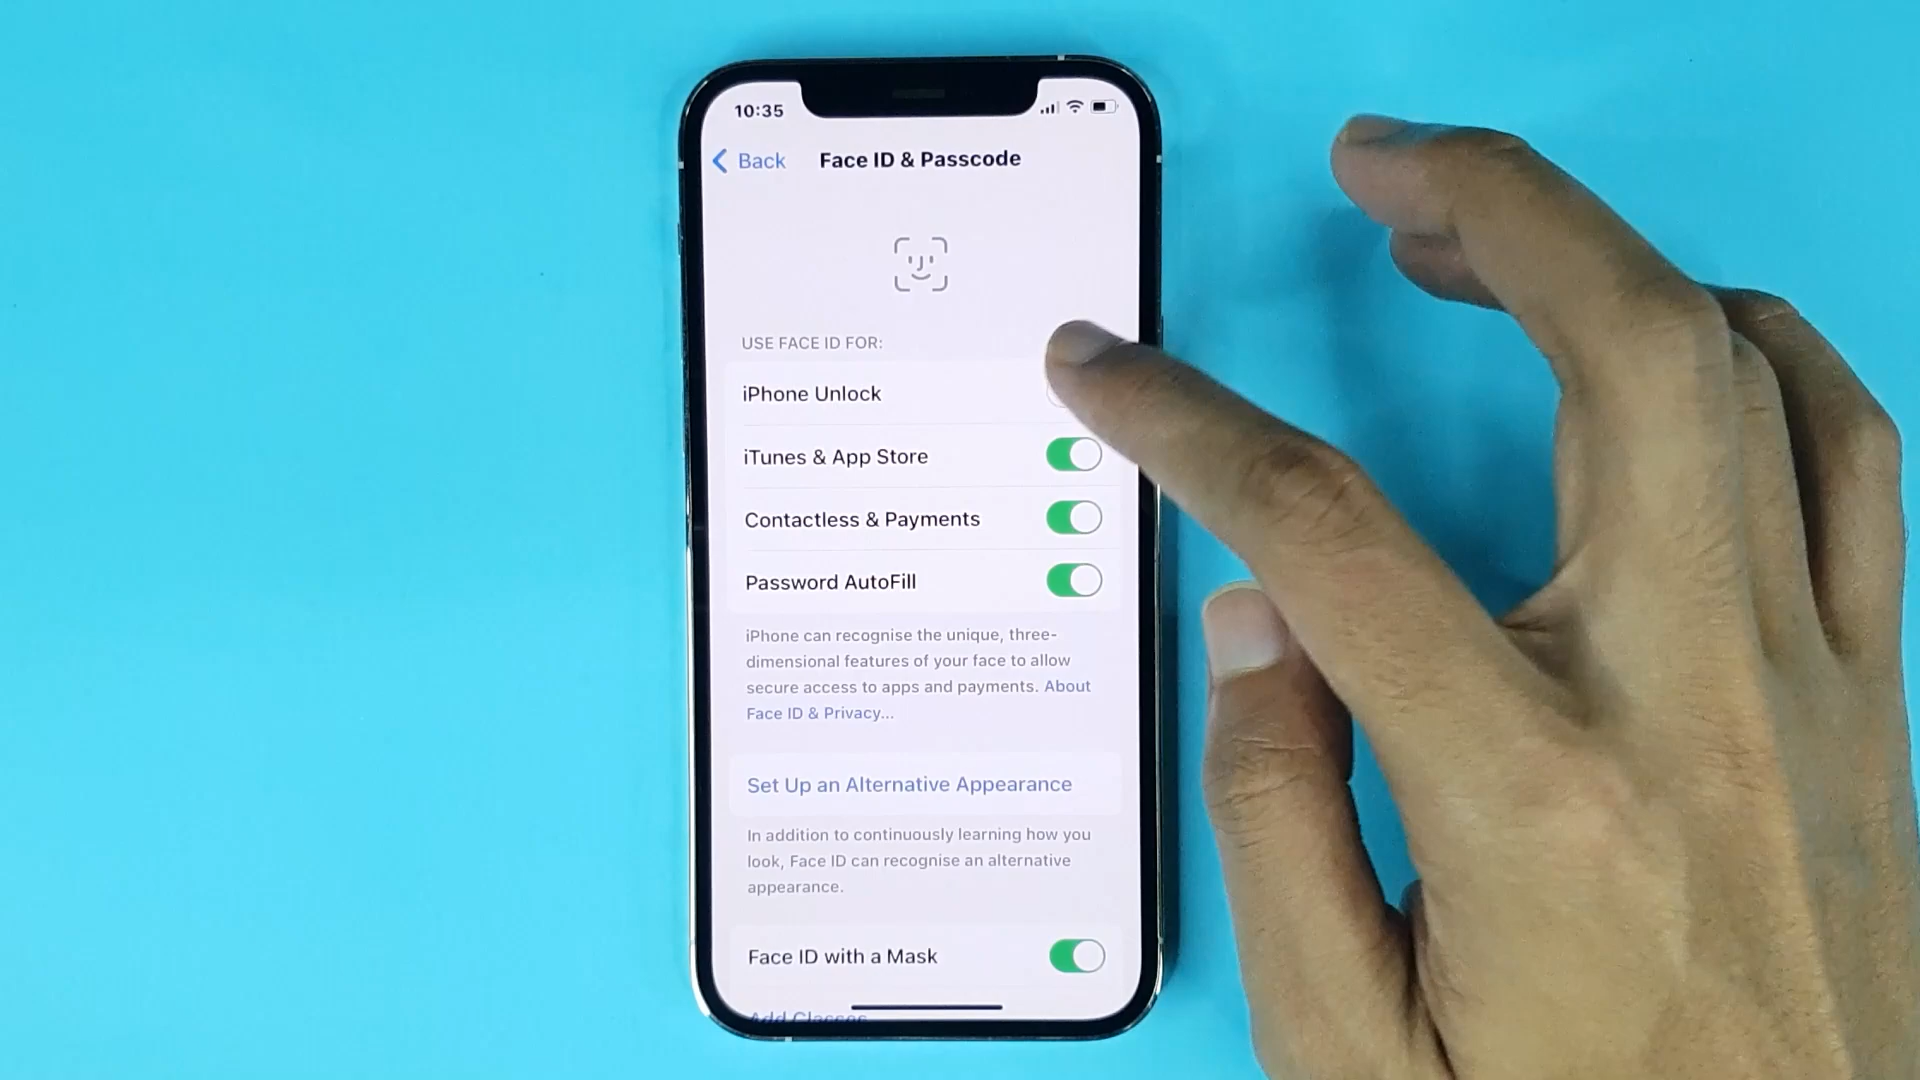 10:35
Back Face ID & Passcode
USE FACE ID FOR:
iPhone Unlock
iTunes & App Store
Contactless & Payments
Password AutoFill
iPhone can recognise the unique, three-
dimensional features of your face to allow
secure access to apps and payments. About
Face ID & Privacy...
Set Up an Alternative Appearance
In addition to continuously learning how you
look, Face ID can recognise an alternative
appearance.
Face ID with a Mask
Add Glasses